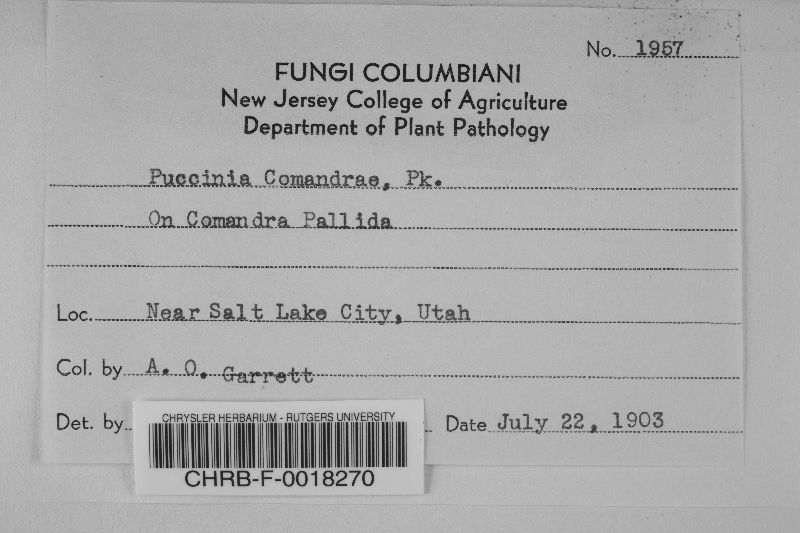 No. 1957
FUNGI COLUMBIANI
New Jersey College of Agriculture
Department of Plant Pathology
Puccinia Comandrae, Pk.
On Comandra Pallida
Loc. Near Salt Lake City, Utah
Col. by A. O. Garrett
Det. by Date July 22, 1903
CHRYSLER HERBARIUM - RUTGERS UNIVERSITY
CHRB-F-0018270